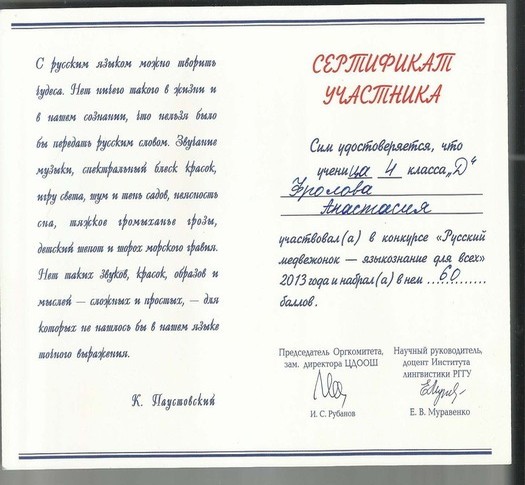 С русским языком можно творить
чудеса. Нет ничего такого в жизни и
в нашем сознании, что нельзя было
бы передать русским словом. Звучание
музыки, спектральный блеск красок,
игру света, шум и тень садов, неясность
сна, тяжкое громыханье грозы,
детский шепот и шорох морского гравия.
Нет таких звуков, красок, образов и
мыслей — сложных и простых, — для
которых не нашлось бы в нашем языке
точного выражения.
К. Паустовский
СЕРТИФИКАТ
УЧАСТНИКА
Сим удостоверяется, что
учени ца 4 класса „D“
Фролова
Анастасия
участвовал(а) в конкурсе «Русский
медвежонок — языкознание для всех»
2013 года и набрал(а) в нем ...60.............
баллов.
Председатель Оргкомитета,
зам. директора ЦДООШ
И. С. Рубанов
Научный руководитель,
доцент Института
лингвистики РГГУ
Е. В. Муравенко